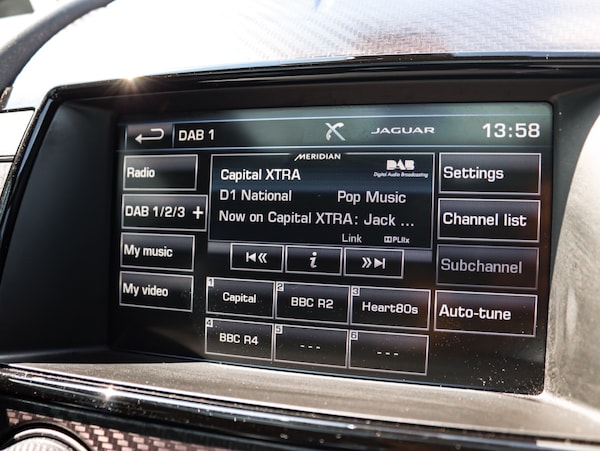 DAB 1
JAGUAR
13:58
Radio
DAB 1/2/3 +
My music
My video
MERIDIAN
Capital XTRA
DAB
Digital Audio Broadcasting
D1 National Pop Music
Now on Capital XTRA: Jack ...
Link DPLIIx
i
Settings
Channel list
Subchannel
Auto-tune
1 Capital
2 BBC R2
3 Heart80s
4 BBC R4
5 ---
6 ---